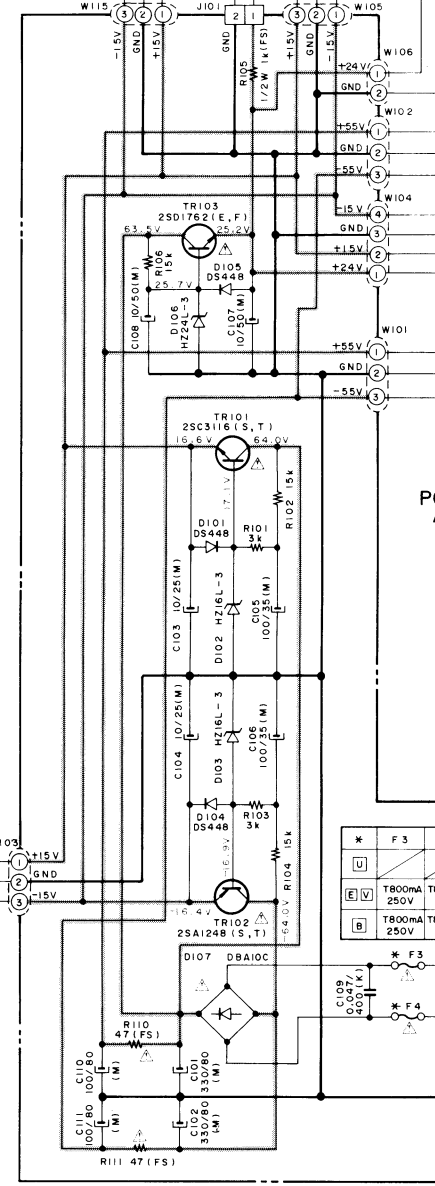 W115
J101
W105
3 2 1
2 1
3 2 1
-15V
GND
+15V
GND
R105
1/2W 1k(FS)
+15V
GND
-15V
W106
+24V 1
GND 2
W102
+55V 1
GND 2
-55V 3
W104
-15V 4
GND 3
+15V 2
+24V 1
TR103
2SD1762(E,F)
63.5V
25.2V
R106
15k
25.7V
D105
DS448
C108 10/50(M)
D106
HZ24L-3
C107
10/50(M)
W101
+55V 1
GND 2
-55V 3
TR101
2SC3116(S,T)
16.6V
64.0V
17.1V
R102 15k
D101
DS448
R101
3k
C103 10/25(M)
D102 HZ16L-3
C105
100/35(M)
C104 10/25(M)
D103 HZ16L-3
C106
100/35(M)
D104
DS448
R103
3k
-16.9V
R104 15k
-16.4V
-64.0V
TR102
2SA1248(S,T)
03
1 +15V
2 GND
3 -15V
* F3
U
E V T800mA
250V
B T800mA
250V
D107 DBA10C
C109
0.047/
400(K)
* F3
* F4
R110
47(FS)
C110
100/80
(M)
C101
330/80
(M)
C111
100/80
(M)
C102
330/80
(M)
R111 47(FS)